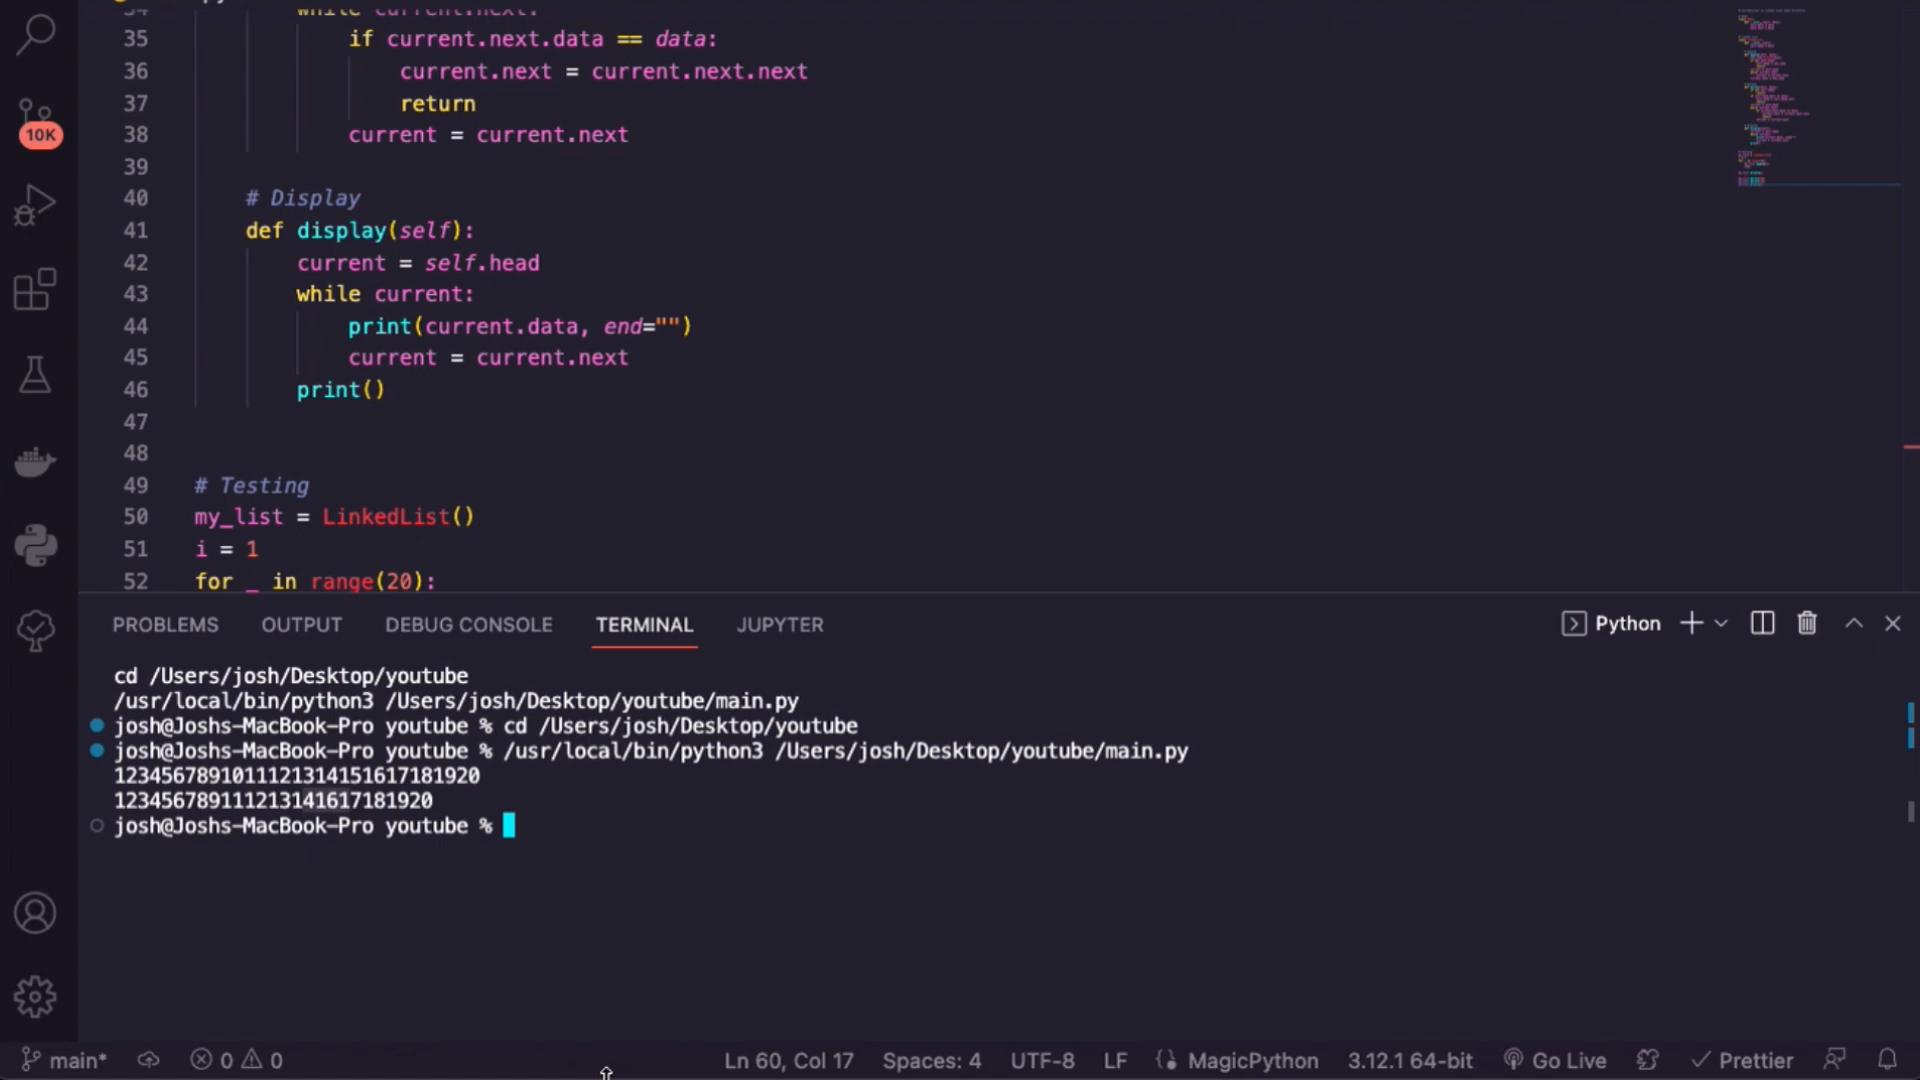 35 if current.next.data == data:
36 current.next = current.next.next
37 return
38 current = current.next
39
40 # Display
41 def display(self):
42 current = self.head
43 while current:
44 print(current.data, end="")
45 current = current.next
46 print()
47
48
49 # Testing
50 my_list = LinkedList()
51 i = 1
52 for _ in range(20):
10K
PROBLEMS OUTPUT DEBUG CONSOLE TERMINAL JUPYTER Python
cd /Users/josh/Desktop/youtube
/usr/local/bin/python3 /Users/josh/Desktop/youtube/main.py
josh@Joshs-MacBook-Pro youtube % cd /Users/josh/Desktop/youtube
josh@Joshs-MacBook-Pro youtube % /usr/local/bin/python3 /Users/josh/Desktop/youtube/main.py
1234567891011121314151617181920
123456789111213141617181920
josh@Joshs-MacBook-Pro youtube %
main* 0 0 Ln 60, Col 17 Spaces: 4 UTF-8 LF MagicPython 3.12.1 64-bit Go Live Prettier